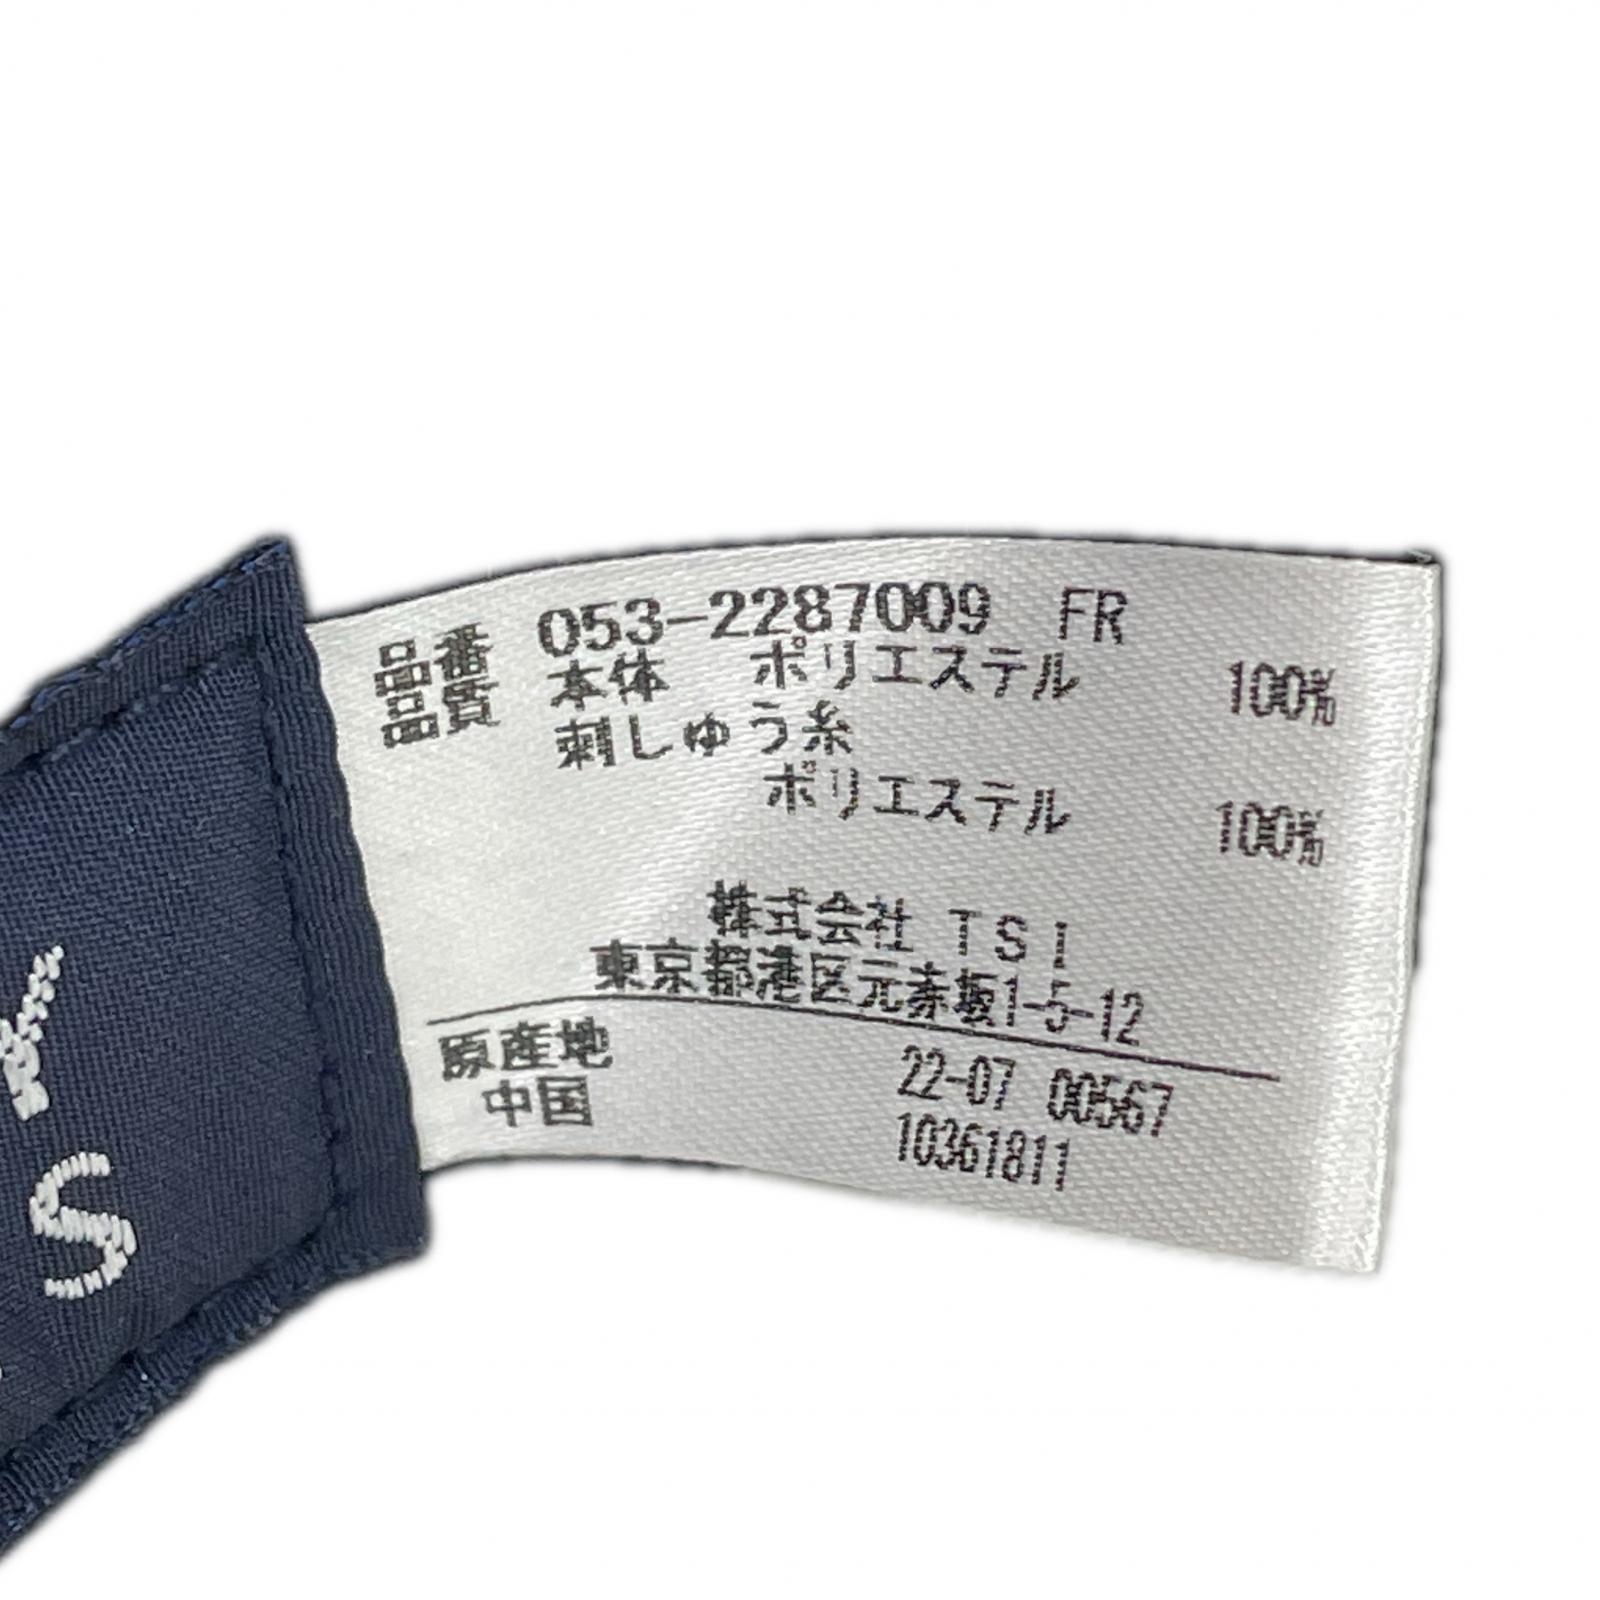 品番 053-2287009 FR
品質 本体 ポリエステル 100%
刺しゅう糸
ポリエステル 100%
株式会社 TSI
東京都港区元赤坂1-5-12
原産地
中国
22-07 00567
10361811
S